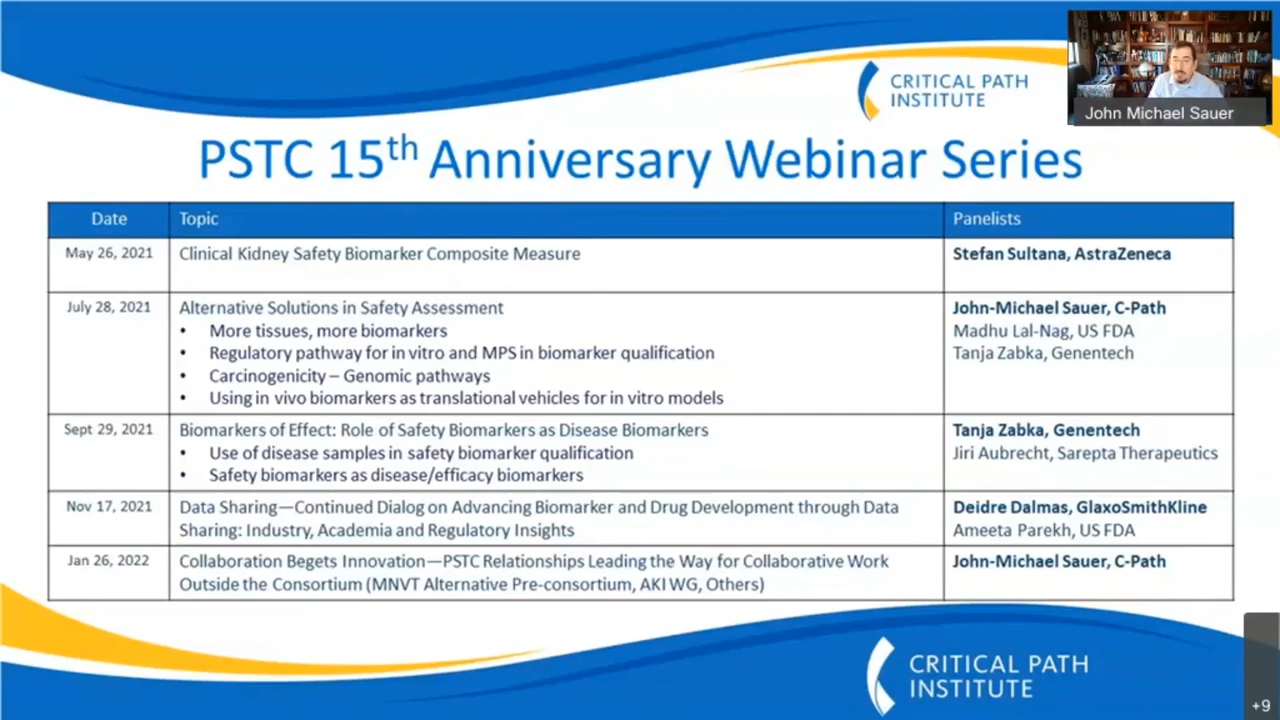 CRITICAL PATH
INSTITUTE
John Michael Sauer
PSTC 15th Anniversary Webinar Series
Date Topic Panelists
May 26, 2021 Clinical Kidney Safety Biomarker Composite Measure Stefan Sultana, AstraZeneca
July 28, 2021 Alternative Solutions in Safety Assessment John-Michael Sauer, C-Path
• More tissues, more biomarkers Madhu Lal-Nag, US FDA
• Regulatory pathway for in vitro and MPS in biomarker qualification Tanja Zabka, Genentech
• Carcinogenicity – Genomic pathways
• Using in vivo biomarkers as translational vehicles for in vitro models
Sept 29, 2021 Biomarkers of Effect: Role of Safety Biomarkers as Disease Biomarkers Tanja Zabka, Genentech
• Use of disease samples in safety biomarker qualification Jiri Aubrecht, Sarepta Therapeutics
• Safety biomarkers as disease/efficacy biomarkers
Nov 17, 2021 Data Sharing—Continued Dialog on Advancing Biomarker and Drug Development through Data Deidre Dalmas, GlaxoSmithKline
Sharing: Industry, Academia and Regulatory Insights Ameeta Parekh, US FDA
Jan 26, 2022 Collaboration Begets Innovation—PSTC Relationships Leading the Way for Collaborative Work John-Michael Sauer, C-Path
Outside the Consortium (MNVT Alternative Pre-consortium, AKI WG, Others)
CRITICAL PATH
INSTITUTE
+9